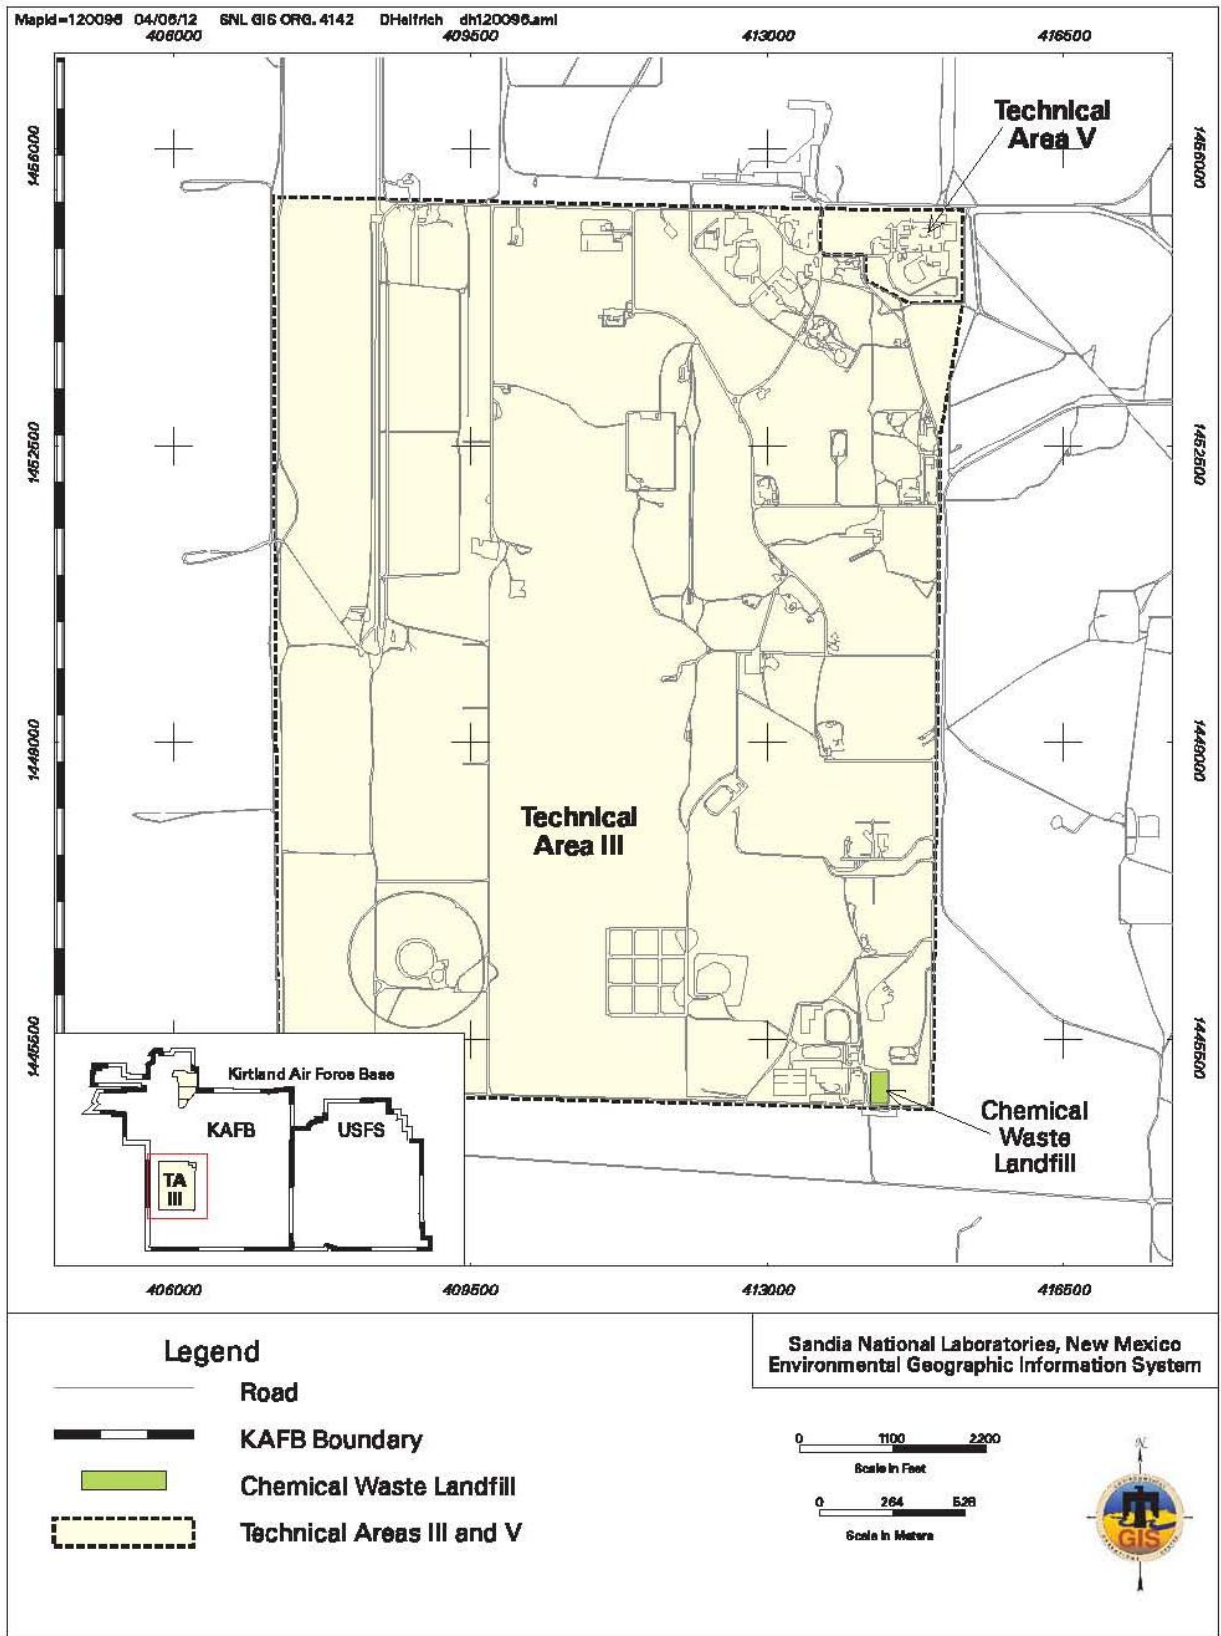 MapId=120096 04/06/12 SNL GIS ORG. 4142 DHelfrich dh120096.aml
406000 409500 413000 416500
Technical
Area V
1456000 1456000
1452500 1452500
1449000 1449000
Technical
Area III
1445500 1445500
Kirtland Air Force Base
KAFB USFS
TA
III
Chemical
Waste
Landfill
406000 409500 413000 416500
Legend
Road
KAFB Boundary
Chemical Waste Landfill
Technical Areas III and V
Sandia National Laboratories, New Mexico
Environmental Geographic Information System
0 1100 2200
Scale in Feet
0 264 528
Scale in Meters
N
GIS